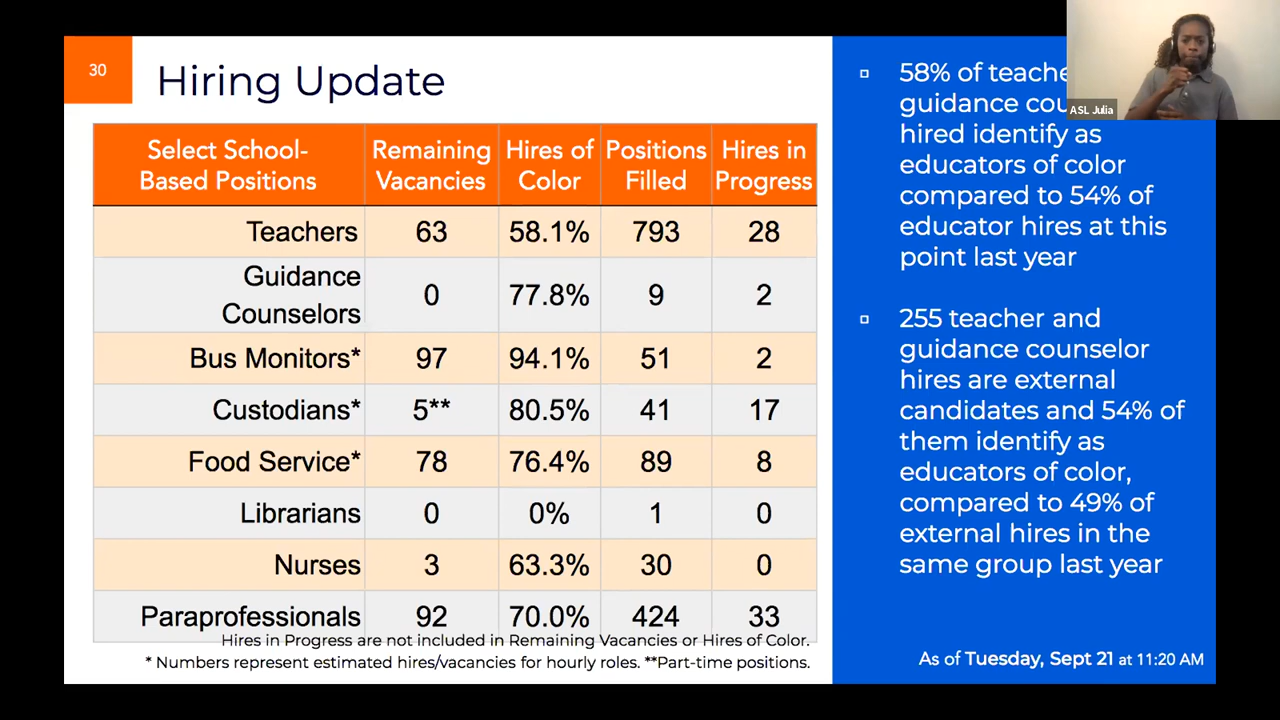 30
Hiring Update
Select School-
Based Positions
Remaining
Vacancies
Hires of
Color
Positions
Filled
Hires in
Progress
Teachers 63 58.1% 793 28
Guidance
Counselors 0 77.8% 9 2
Bus Monitors* 97 94.1% 51 2
Custodians* 5** 80.5% 41 17
Food Service* 78 76.4% 89 8
Librarians 0 0% 1 0
Nurses 3 63.3% 30 0
Paraprofessionals 92 70.0% 424 33
Hires in Progress are not included in Remaining Vacancies or Hires of Color.
* Numbers represent estimated hires/vacancies for hourly roles. **Part-time positions.
58% of
guidance
hired identify as
educators of color
compared to 54% of
educator hires at this
point last year
255 teacher and
guidance counselor
hires are external
candidates and 54% of
them identify as
educators of color,
compared to 49% of
external hires in the
same group last year
As of Tuesday, Sept 21 at 11:20 AM
ASL Julia